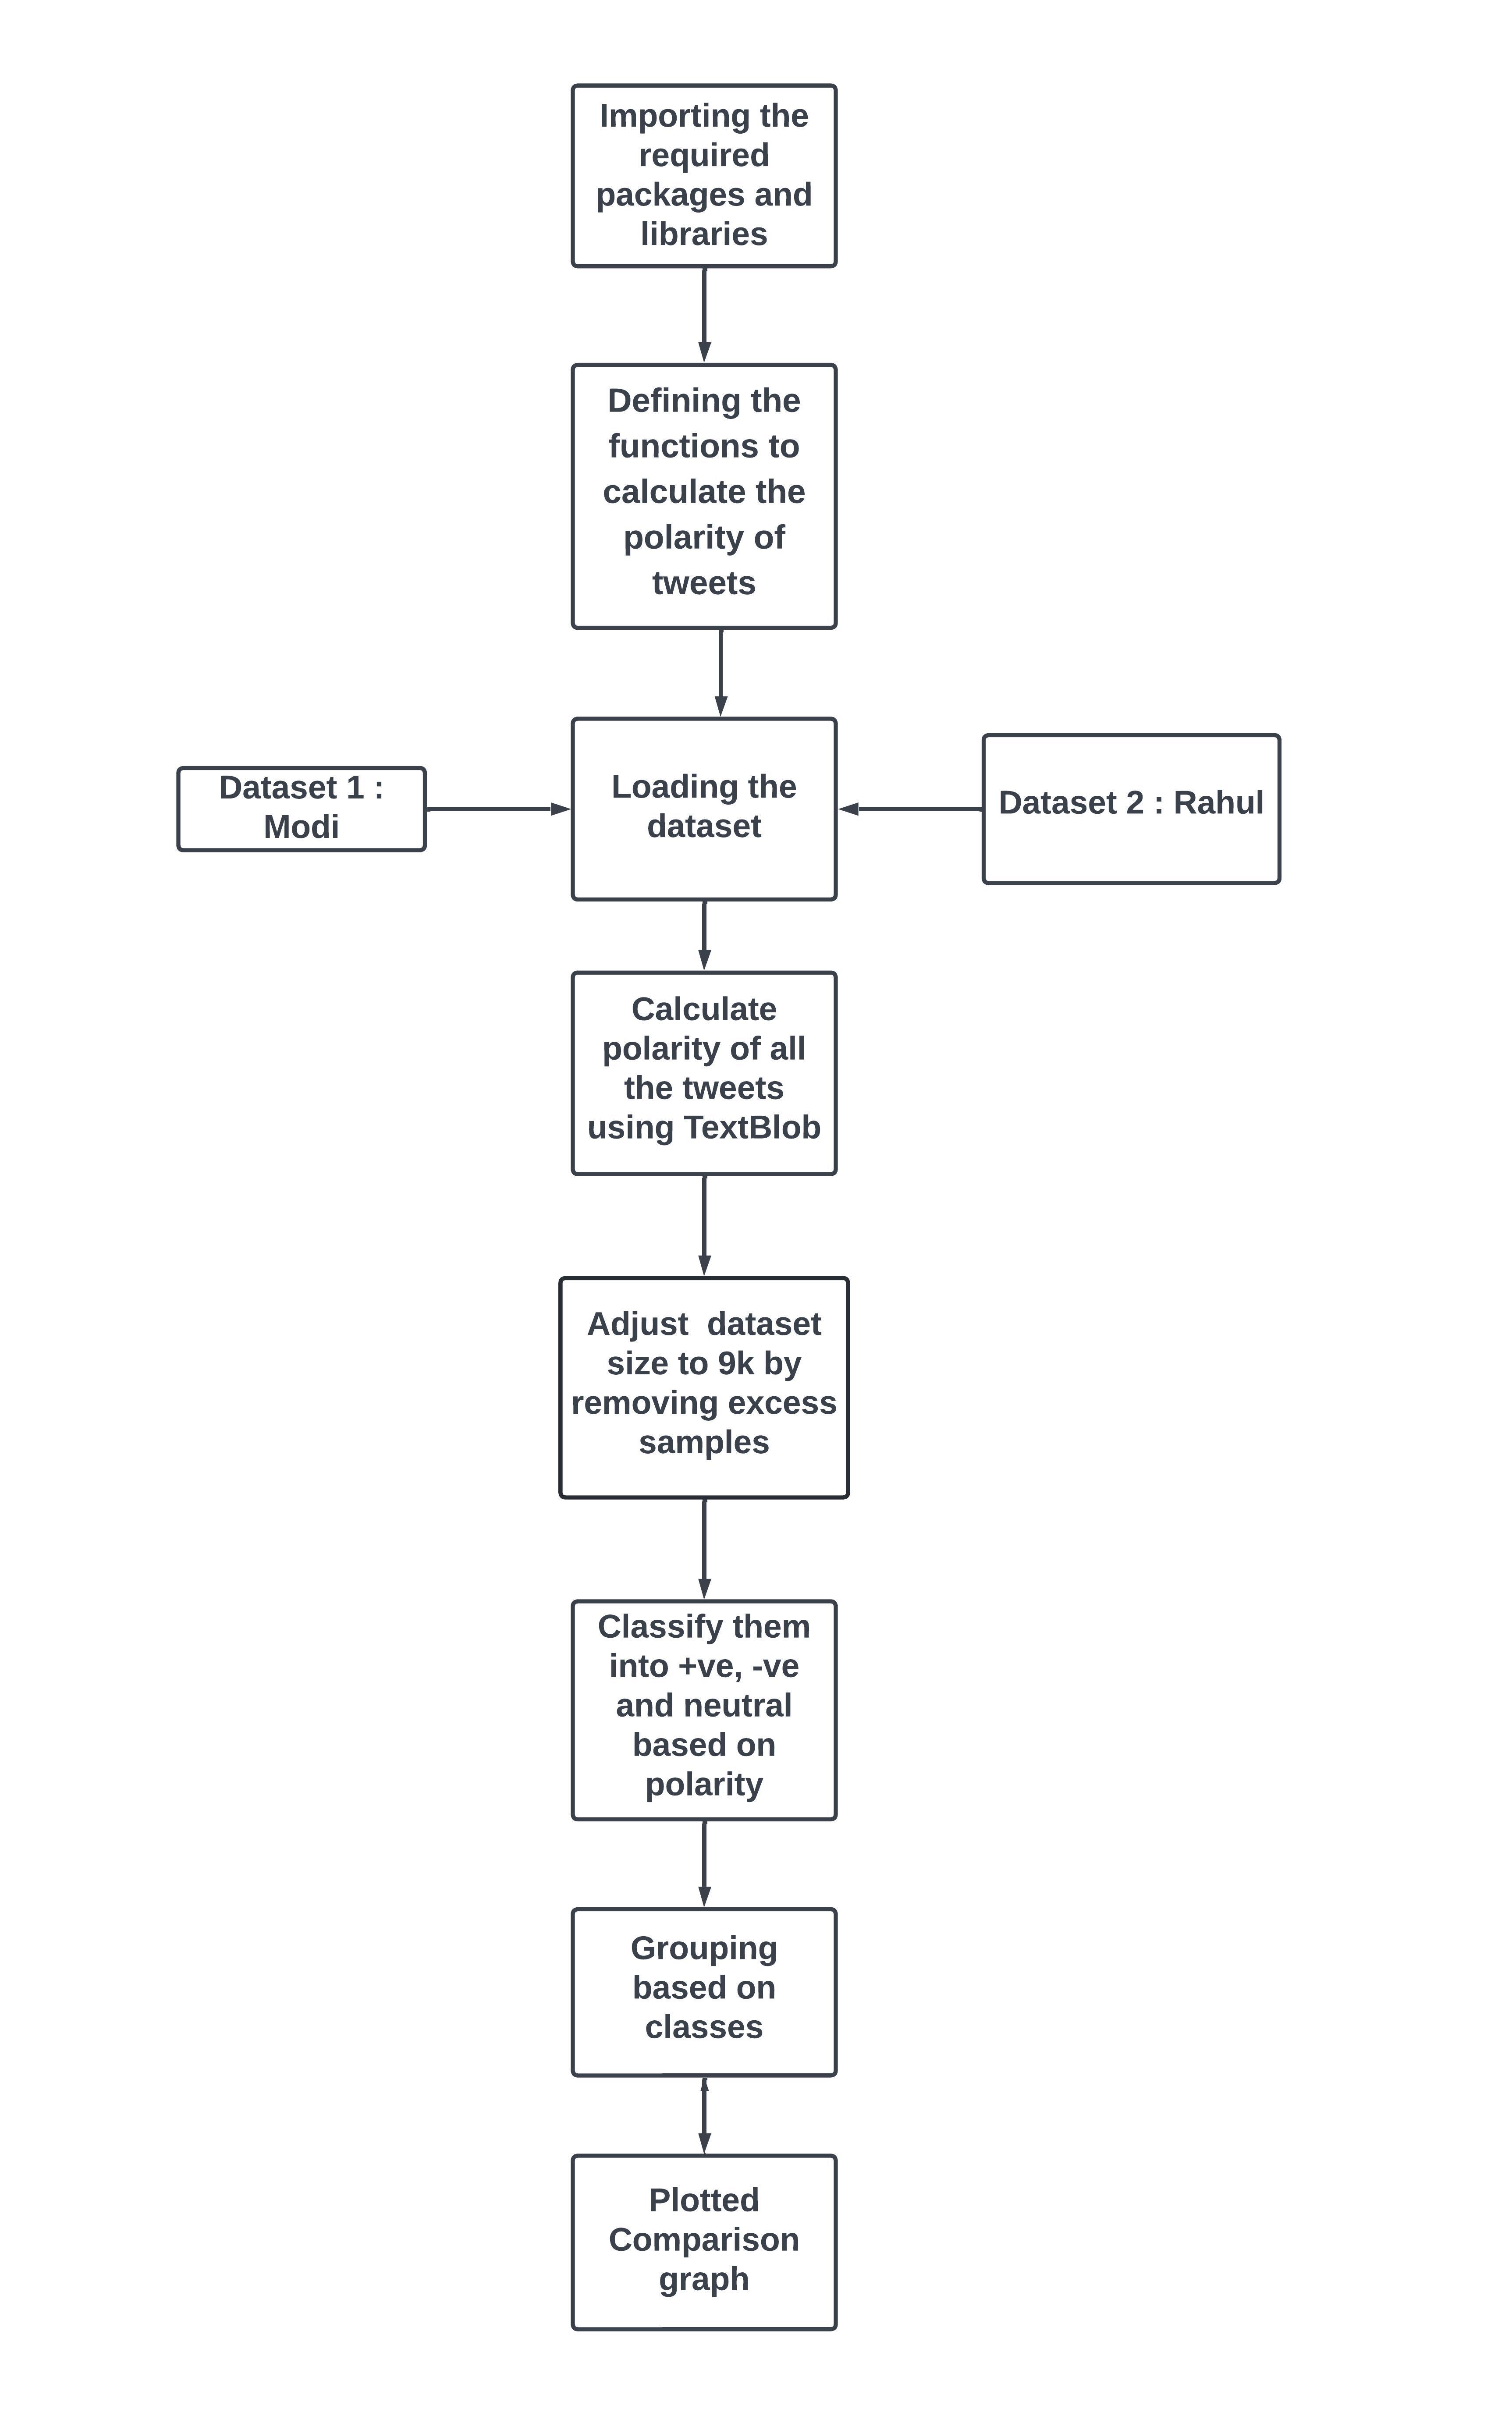 Importing the
required
packages and
libraries
Defining the
functions to
calculate the
polarity of
tweets
Dataset 1 :
Modi
Loading the
dataset
Dataset 2 : Rahul
Calculate
polarity of all
the tweets
using TextBlob
Adjust  dataset
size to 9k by
removing excess
samples
Classify them
into +ve, -ve
and neutral
based on
polarity
Grouping
based on
classes
Plotted
Comparison
graph